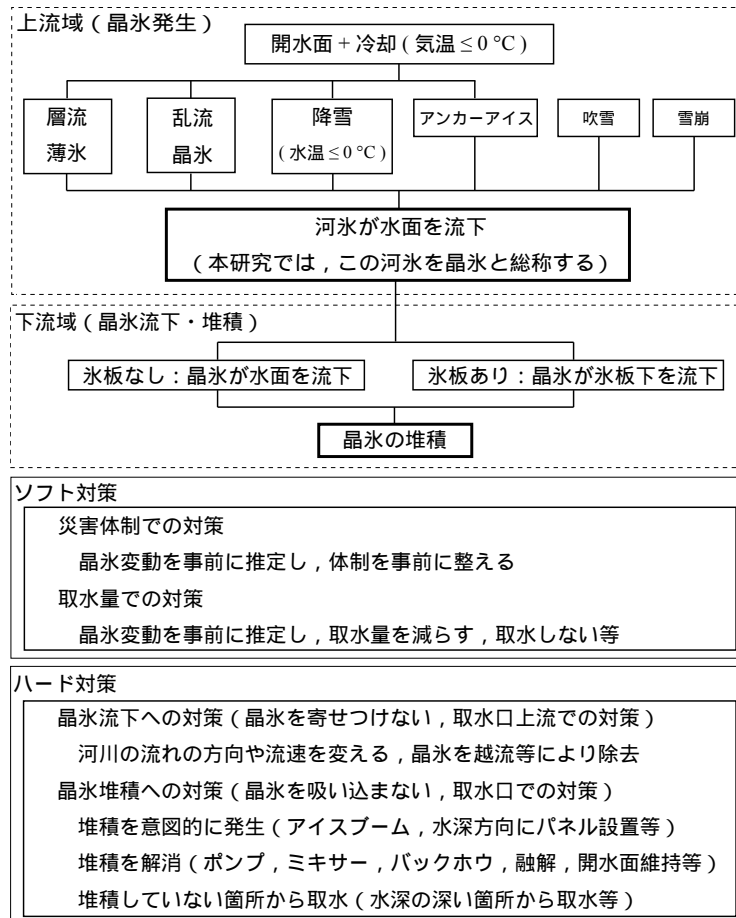 上流域（晶氷発生）
開水面 + 冷却 ( 気温 ≤ 0 °C )
層流
薄氷
乱流
晶氷
降雪
( 水温 ≤ 0 °C )
アンカーアイス
吹雪
雪崩
河氷が水面を流下
（本研究では，この河氷を晶氷と総称する）
下流域（晶氷流下・堆積）
氷板なし：晶氷が水面を流下
氷板あり：晶氷が氷板下を流下
晶氷の堆積
ソフト対策
災害体制での対策
晶氷変動を事前に推定し，体制を事前に整える
取水量での対策
晶氷変動を事前に推定し，取水量を減らす，取水しない等
ハード対策
晶氷流下への対策（晶氷を寄せつけない，取水口上流での対策）
河川の流れの方向や流速を変える，晶氷を越流等により除去
晶氷堆積への対策（晶氷を吸い込まない，取水口での対策）
堆積を意図的に発生（アイスブーム，水深方向にパネル設置等）
堆積を解消（ポンプ，ミキサー，バックホウ，融解，開水面維持等）
堆積していない箇所から取水（水深の深い箇所から取水等）